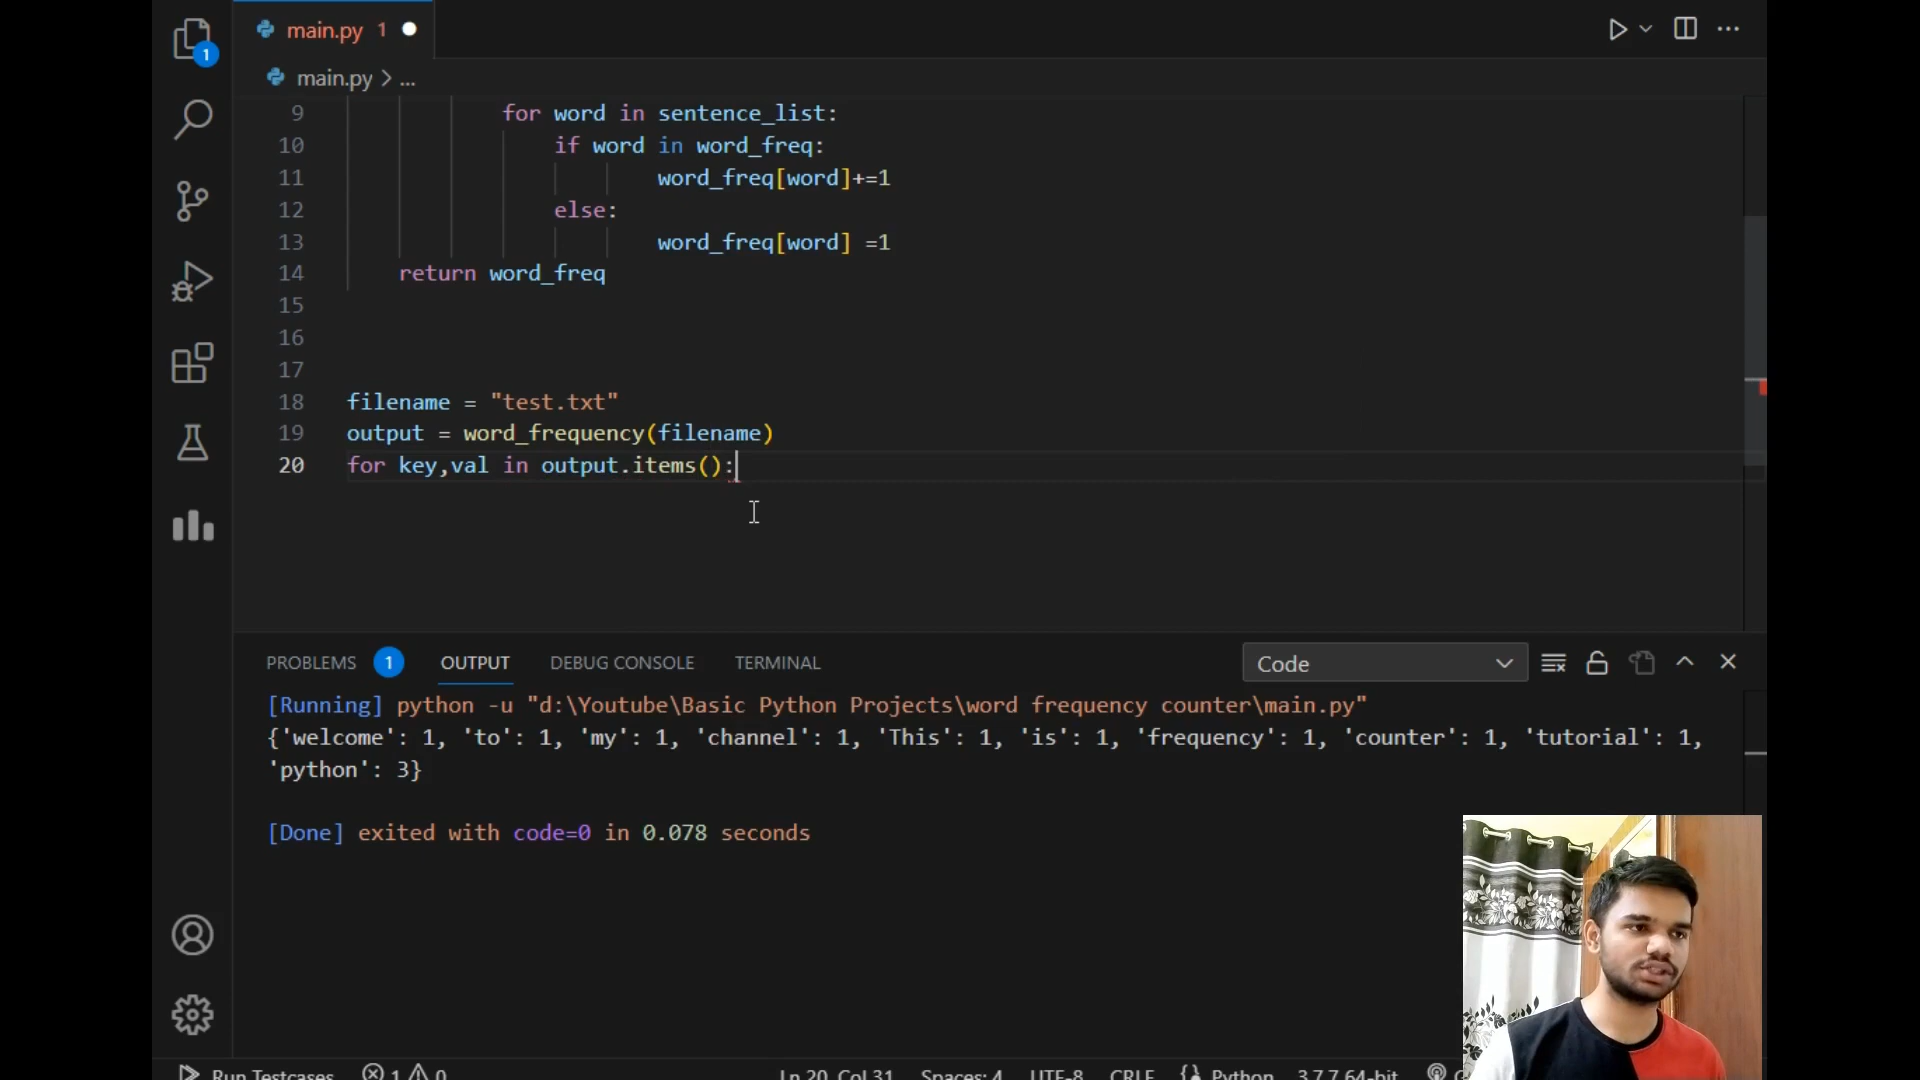 1
main.py 1
main.py > ...
9 for word in sentence_list:
10 if word in word_freq:
11 word_freq[word]+=1
12 else:
13 word_freq[word] =1
14 return word_freq
15
16
17
18 filename = "test.txt"
19 output = word_frequency(filename)
20 for key,val in output.items():
PROBLEMS 1 OUTPUT DEBUG CONSOLE TERMINAL Code
[Running] python -u "d:\Youtube\Basic Python Projects\word frequency counter\main.py"
{'welcome': 1, 'to': 1, 'my': 1, 'channel': 1, 'This': 1, 'is': 1, 'frequency': 1, 'counter': 1, 'tutorial': 1,
'python': 3}
[Done] exited with code=0 in 0.078 seconds
Run Testcases 1 0 Ln 20, Col 31 Spaces: 4 UTF-8 CRLF Python 3.7.7 64-bit